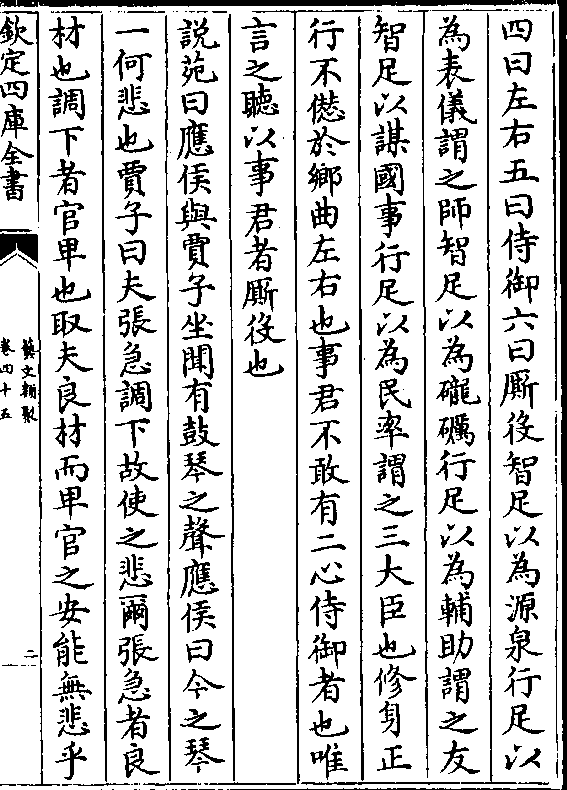 四曰左右五曰侍御六曰厮役智足以為源泉行足以
為表儀謂之師智足以為礲礪行足以為輔助謂之友
智足以謀國事行足以為民率謂之三大臣也修身正
行不愆於鄉曲左右也事君不敢有二心侍御者也唯
言之聽以事君者厮役也
說苑曰應侯與賈子坐聞有鼓琴之聲應侯曰今之琴
一何悲也賈子曰夫張急調下故使之悲爾張急者良
材也調下者官卑也取夫良材而卑官之安能無悲乎
欽定四庫全書
藝文類聚
卷四十五
二